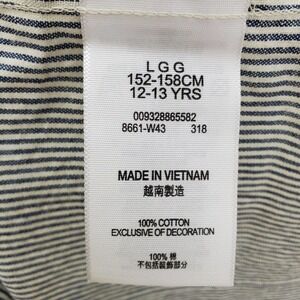 L G G
152-158CM
12-13 YRS
009328865582
8661-W43 318
MADE IN VIETNAM
越南製造
100% COTTON
EXCLUSIVE OF DECORATION
100% 棉
不包括裝飾部分